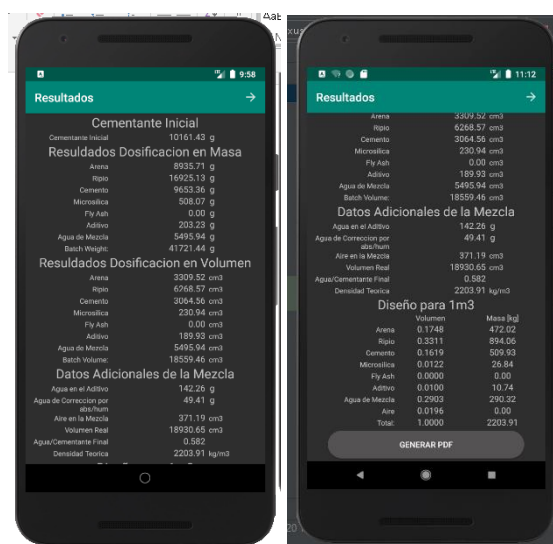 Aab
9:58
Resultados →
Cementante Inicial
Cementante Inicial 10161.43 g
Resuldados Dosificacion en Masa
Arena 8935.71 g
Ripio 16925.13 g
Cemento 9653.36 g
Microsilica 508.07 g
Fly Ash 0.00 g
Aditivo 203.23 g
Agua de Mezcla 5495.94 g
Batch Weight: 41721.44 g
Resuldados Dosificacion en Volumen
Arena 3309.52 cm3
Ripio 6268.57 cm3
Cemento 3064.56 cm3
Microsilica 230.94 cm3
Fly Ash 0.00 cm3
Aditivo 189.93 cm3
Agua de Mezcla 5495.94 cm3
Batch Volume: 18559.46 cm3
Datos Adicionales de la Mezcla
Agua en el Aditivo 142.26 g
Agua de Correccion por abs/hum 49.41 g
Aire en la Mezcla 371.19 cm3
Volumen Real 18930.65 cm3
Agua/Cementante Final 0.582
Densidad Teorica 2203.91 kg/m3
11:12
Resultados →
Arena 3309.52 cm3
Ripio 6268.57 cm3
Cemento 3064.56 cm3
Microsilica 230.94 cm3
Fly Ash 0.00 cm3
Aditivo 189.93 cm3
Agua de Mezcla 5495.94 cm3
Batch Volume: 18559.46 cm3
Datos Adicionales de la Mezcla
Agua en el Aditivo 142.26 g
Agua de Correccion por abs/hum 49.41 g
Aire en la Mezcla 371.19 cm3
Volumen Real 18930.65 cm3
Agua/Cementante Final 0.582
Densidad Teorica 2203.91 kg/m3
Diseño para 1m3
Volumen Masa [kg]
Arena 0.1748 472.02
Ripio 0.3311 894.06
Cemento 0.1619 509.93
Microsilica 0.0122 26.84
Fly Ash 0.0000 0.00
Aditivo 0.0100 10.74
Agua de Mezcla 0.2903 290.32
Aire 0.0196 0.00
Total: 1.0000 2203.91
GENERAR PDF